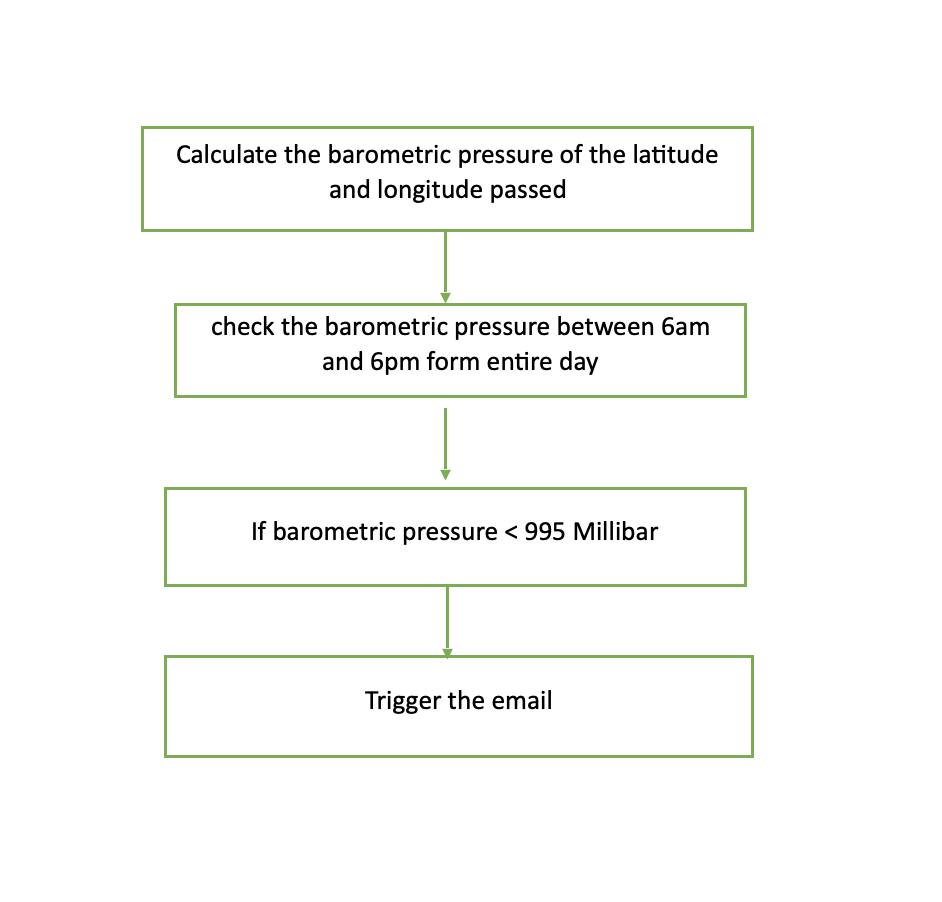 Calculate the barometric pressure of the latitude
and longitude passed
check the barometric pressure between 6am
and 6pm form entire day
If barometric pressure < 995 Millibar
Trigger the email